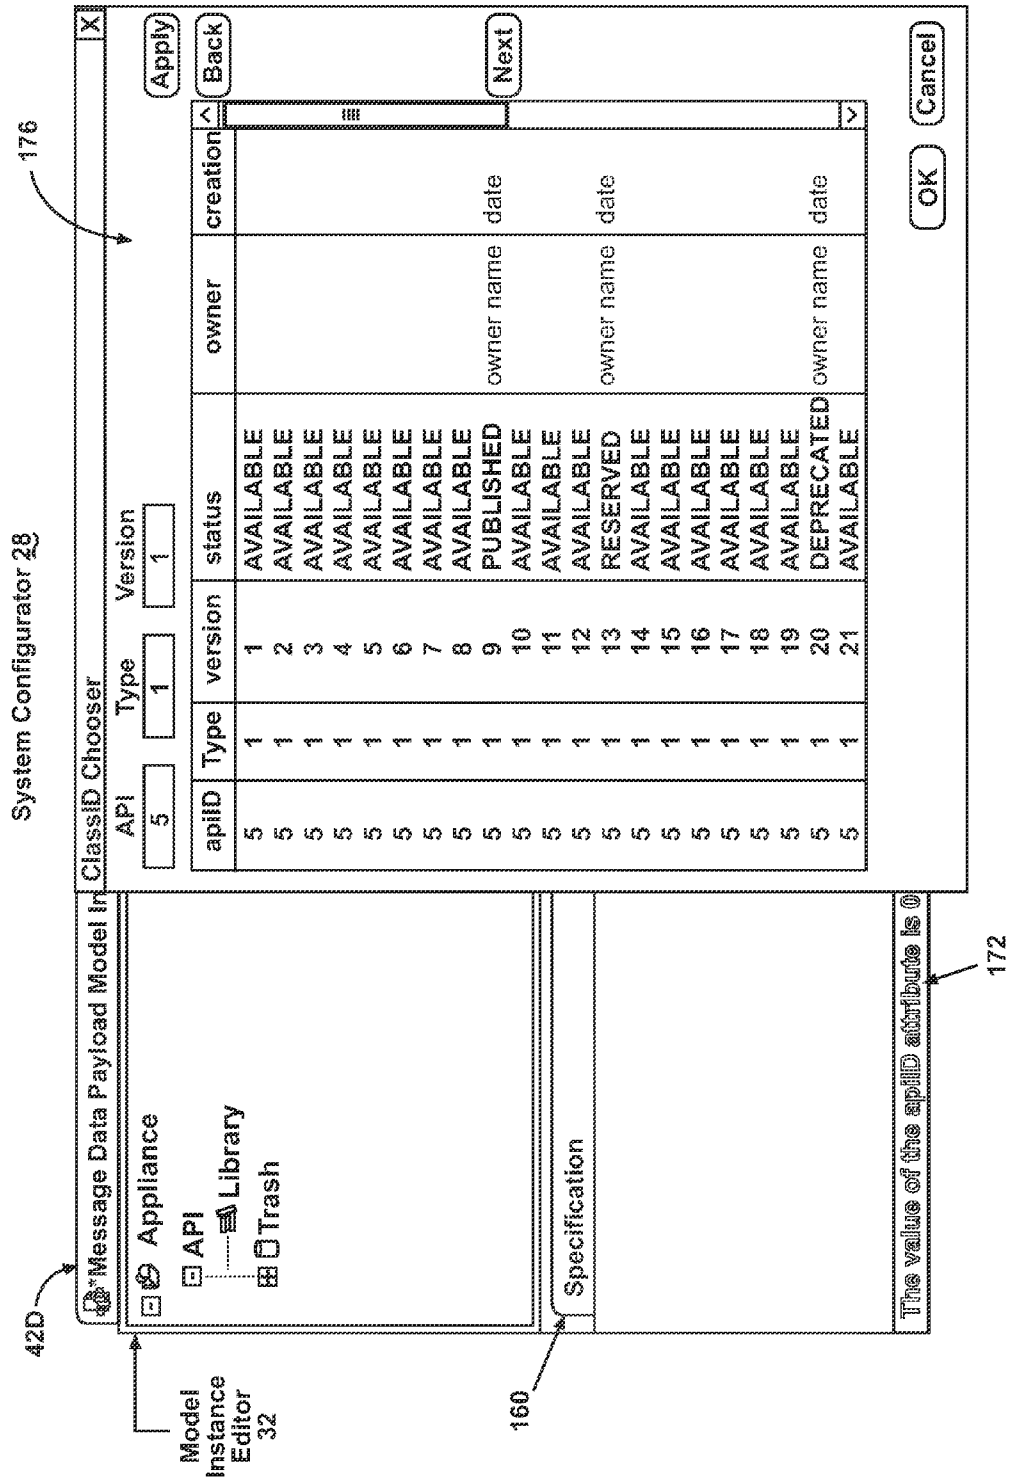 System Configurator 28
176
42D
*Message Data Payload Model In
ClassID Chooser
X
API
Type
Version
5
1
1
Apply
Back
Next
apiID Type version status owner creation
5 1 1 AVAILABLE
5 1 2 AVAILABLE
5 1 3 AVAILABLE
5 1 4 AVAILABLE
5 1 5 AVAILABLE
5 1 6 AVAILABLE
5 1 7 AVAILABLE
5 1 8 AVAILABLE
5 1 9 PUBLISHED owner name date
5 1 10 AVAILABLE
5 1 11 AVAILABLE
5 1 12 AVAILABLE
5 1 13 RESERVED owner name date
5 1 14 AVAILABLE
5 1 15 AVAILABLE
5 1 16 AVAILABLE
5 1 17 AVAILABLE
5 1 18 AVAILABLE
5 1 19 AVAILABLE
5 1 20 DEPRECATED owner name date
5 1 21 AVAILABLE
OK
Cancel
Model
Instance
Editor
32
Appliance
API
Library
Trash
160
Specification
The value of the apiID attribute is 0
172